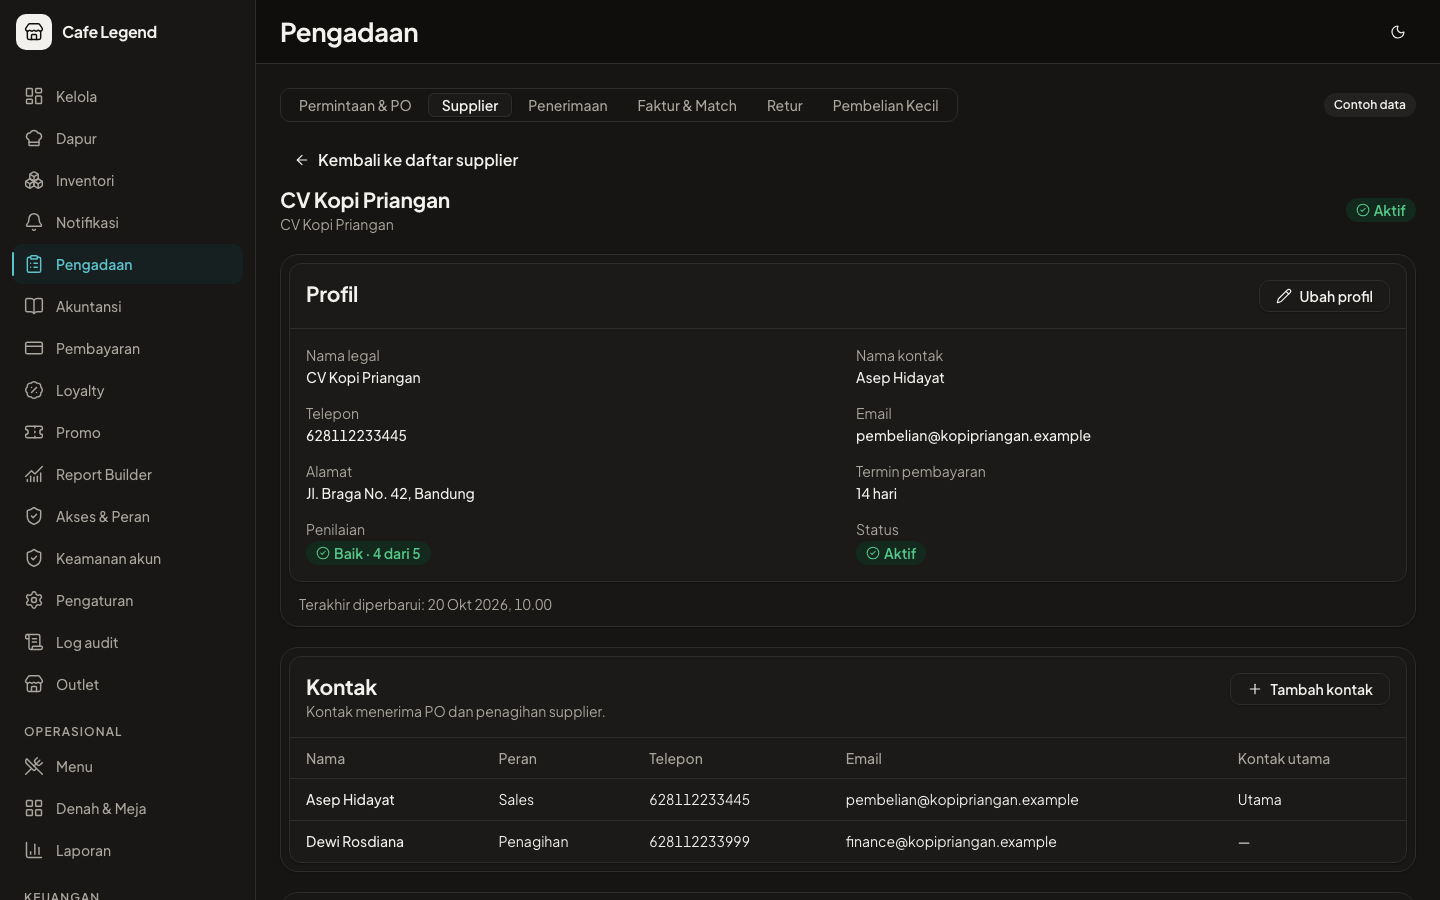 Cafe Legend
Pengadaan
Kelola
Dapur
Inventori
Notifikasi
Pengadaan
Akuntansi
Pembayaran
Loyalty
Promo
Report Builder
Akses & Peran
Keamanan akun
Pengaturan
Log audit
Outlet
OPERASIONAL
Menu
Denah & Meja
Laporan
KEUANGAN
Permintaan & PO
Supplier
Penerimaan
Faktur & Match
Retur
Pembelian Kecil
Contoh data
Kembali ke daftar supplier
CV Kopi Priangan
CV Kopi Priangan
Aktif
Profil
Ubah profil
Nama legal
CV Kopi Priangan
Nama kontak
Asep Hidayat
Telepon
628112233445
Email
pembelian@kopipriangan.example
Alamat
Jl. Braga No. 42, Bandung
Termin pembayaran
14 hari
Penilaian
Baik · 4 dari 5
Status
Aktif
Terakhir diperbarui: 20 Okt 2026, 10.00
Kontak
Kontak menerima PO dan penagihan supplier.
Tambah kontak
Nama Peran Telepon Email Kontak utama
Asep Hidayat Sales 628112233445 pembelian@kopipriangan.example Utama
Dewi Rosdiana Penagihan 628112233999 finance@kopipriangan.example —